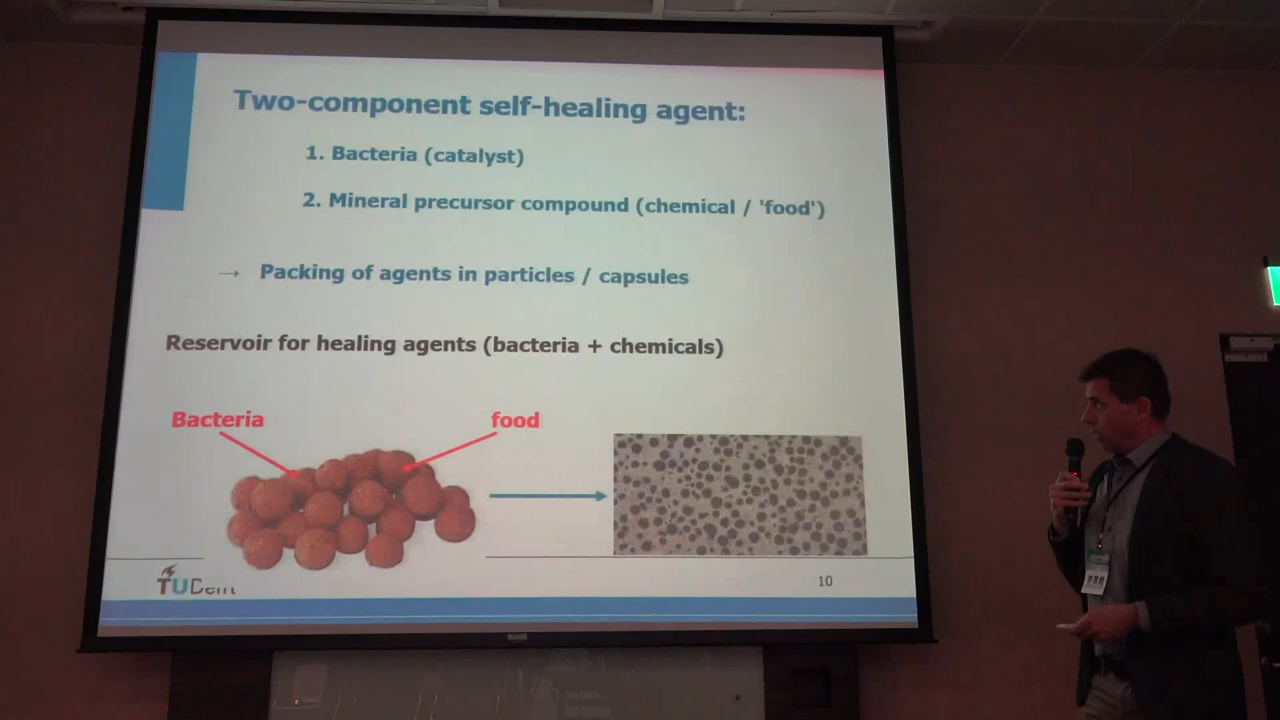 Two-component self-healing agent:
1. Bacteria (catalyst)
2. Mineral precursor compound (chemical / 'food')
→ Packing of agents in particles / capsules
Reservoir for healing agents (bacteria + chemicals)
Bacteria
food
TU
10